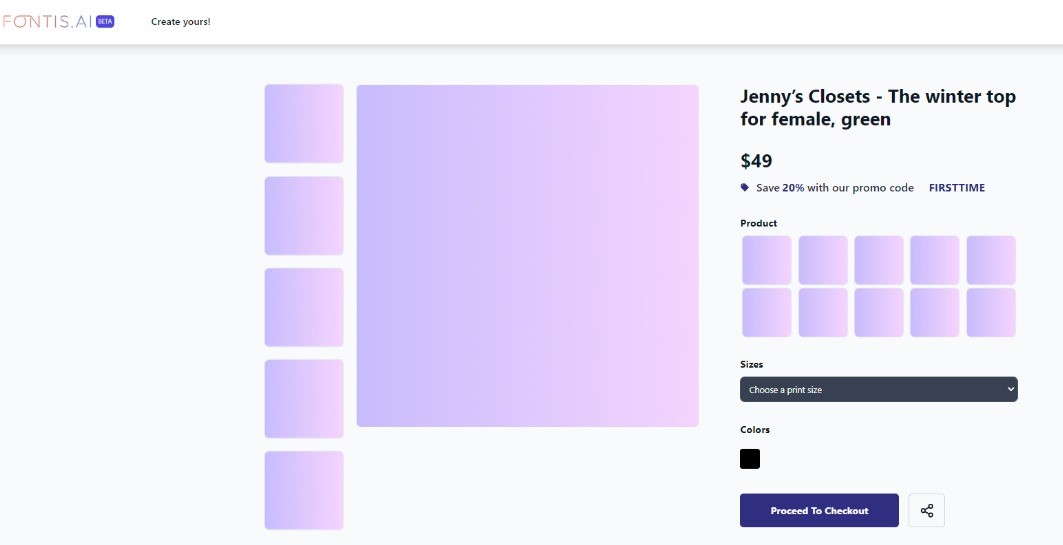 FONTIS.AI BETA
Create yours!
Jenny’s Closets - The winter top
for female, green
$49
Save 20% with our promo code FIRSTTIME
Product
Sizes
Choose a print size
Colors
Proceed To Checkout